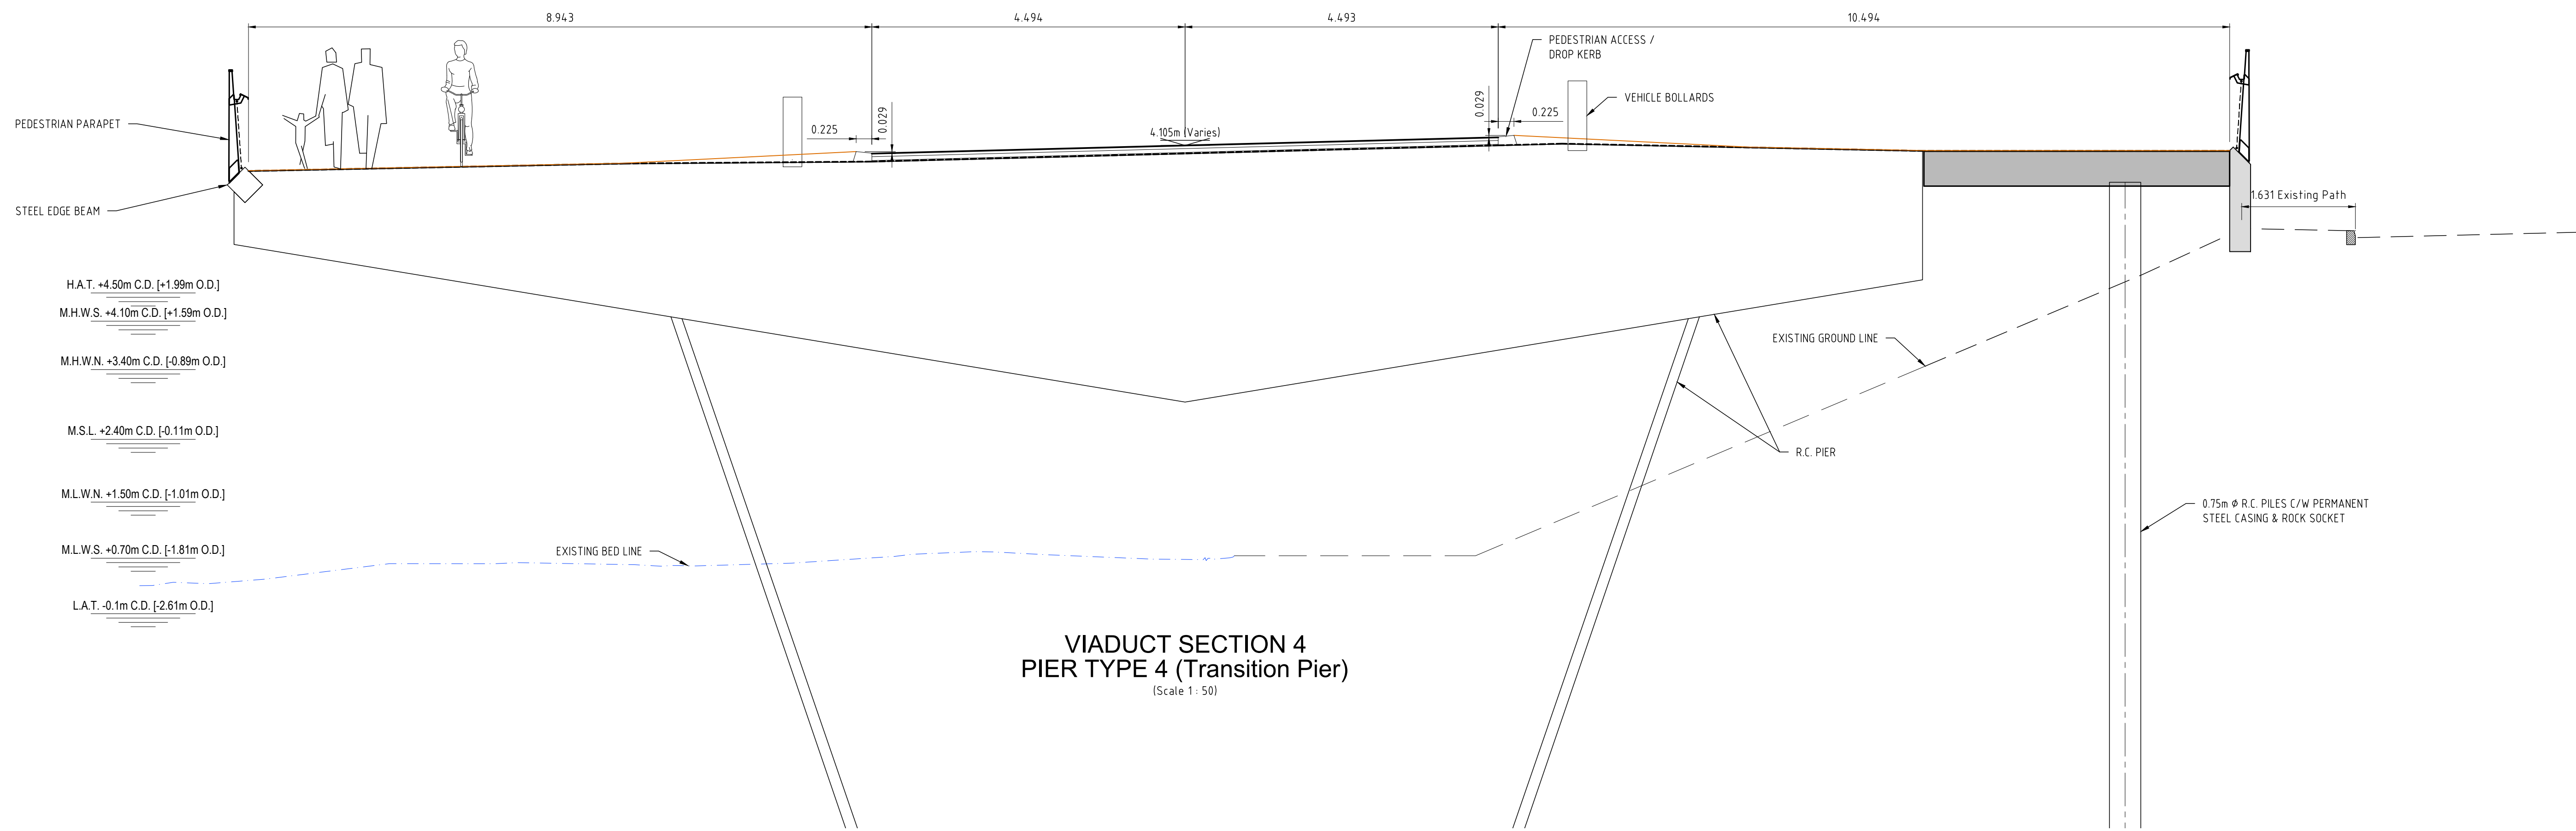 8.943
4.494
4.493
10.494
PEDESTRIAN ACCESS /
DROP KERB
VEHICLE BOLLARDS
PEDESTRIAN PARAPET
0.225
0.029
4.105m (Varies)
0.029
0.225
STEEL EDGE BEAM
1.631 Existing Path
H.A.T. +4.50m C.D. [+1.99m O.D.]
M.H.W.S. +4.10m C.D. [+1.59m O.D.]
M.H.W.N. +3.40m C.D. [-0.89m O.D.]
M.S.L. +2.40m C.D. [-0.11m O.D.]
M.L.W.N. +1.50m C.D. [-1.01m O.D.]
M.L.W.S. +0.70m C.D. [-1.81m O.D.]
L.A.T. -0.1m C.D. [-2.61m O.D.]
EXISTING GROUND LINE
R.C. PIER
0.75m Ø R.C. PILES C/W PERMANENT
STEEL CASING & ROCK SOCKET
EXISTING BED LINE
VIADUCT SECTION 4
PIER TYPE 4 (Transition Pier)
(Scale 1 : 50)